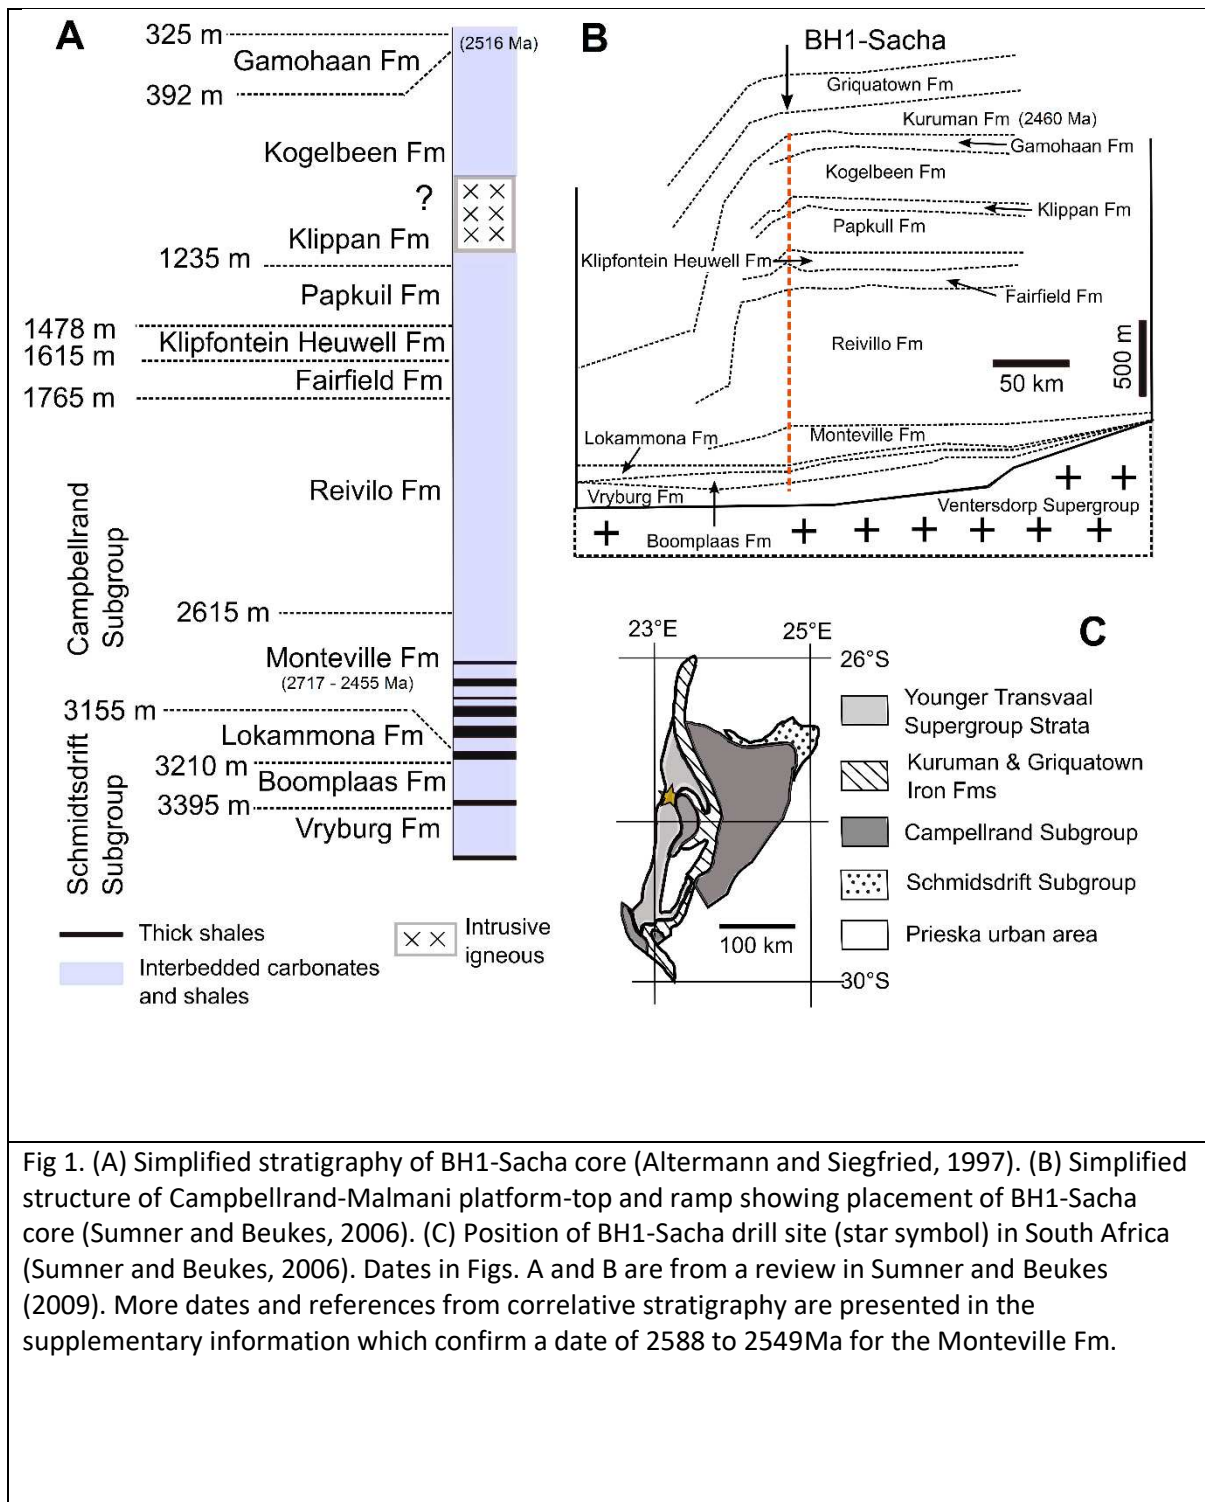 A
325 m
(2516 Ma)
Gamohaan Fm
392 m
Kogelbeen Fm
?
Klippan Fm
1235 m
Papkuil Fm
1478 m
Klipfontein Heuwell Fm
1615 m
Fairfield Fm
1765 m
Reivilo Fm
Campbellrand
Subgroup
2615 m
Monteville Fm
(2717 - 2455 Ma)
3155 m
Lokammona Fm
3210 m
Boomplaas Fm
3395 m
Vryburg Fm
Schmidtsdrift
Subgroup
Thick shales
Interbedded carbonates
and shales
Intrusive
igneous
B
BH1-Sacha
Griquatown Fm
Kuruman Fm (2460 Ma)
Gamohaan Fm
Kogelbeen Fm
Klippan Fm
Papkull Fm
Klipfontein Heuwell Fm
Fairfield Fm
Reivillo Fm
50 km
500 m
Lokammona Fm
Monteville Fm
Vryburg Fm
Ventersdorp Supergroup
Boomplaas Fm
23°E
25°E
C
26°S
Younger Transvaal
Supergroup Strata
Kuruman & Griquatown
Iron Fms
Campellrand Subgroup
Schmidsdrift Subgroup
Prieska urban area
100 km
30°S
Fig 1. (A) Simplified stratigraphy of BH1-Sacha core (Altermann and Siegfried, 1997). (B) Simplified
structure of Campbellrand-Malmani platform-top and ramp showing placement of BH1-Sacha
core (Sumner and Beukes, 2006). (C) Position of BH1-Sacha drill site (star symbol) in South Africa
(Sumner and Beukes, 2006). Dates in Figs. A and B are from a review in Sumner and Beukes
(2009). More dates and references from correlative stratigraphy are presented in the
supplementary information which confirm a date of 2588 to 2549Ma for the Monteville Fm.